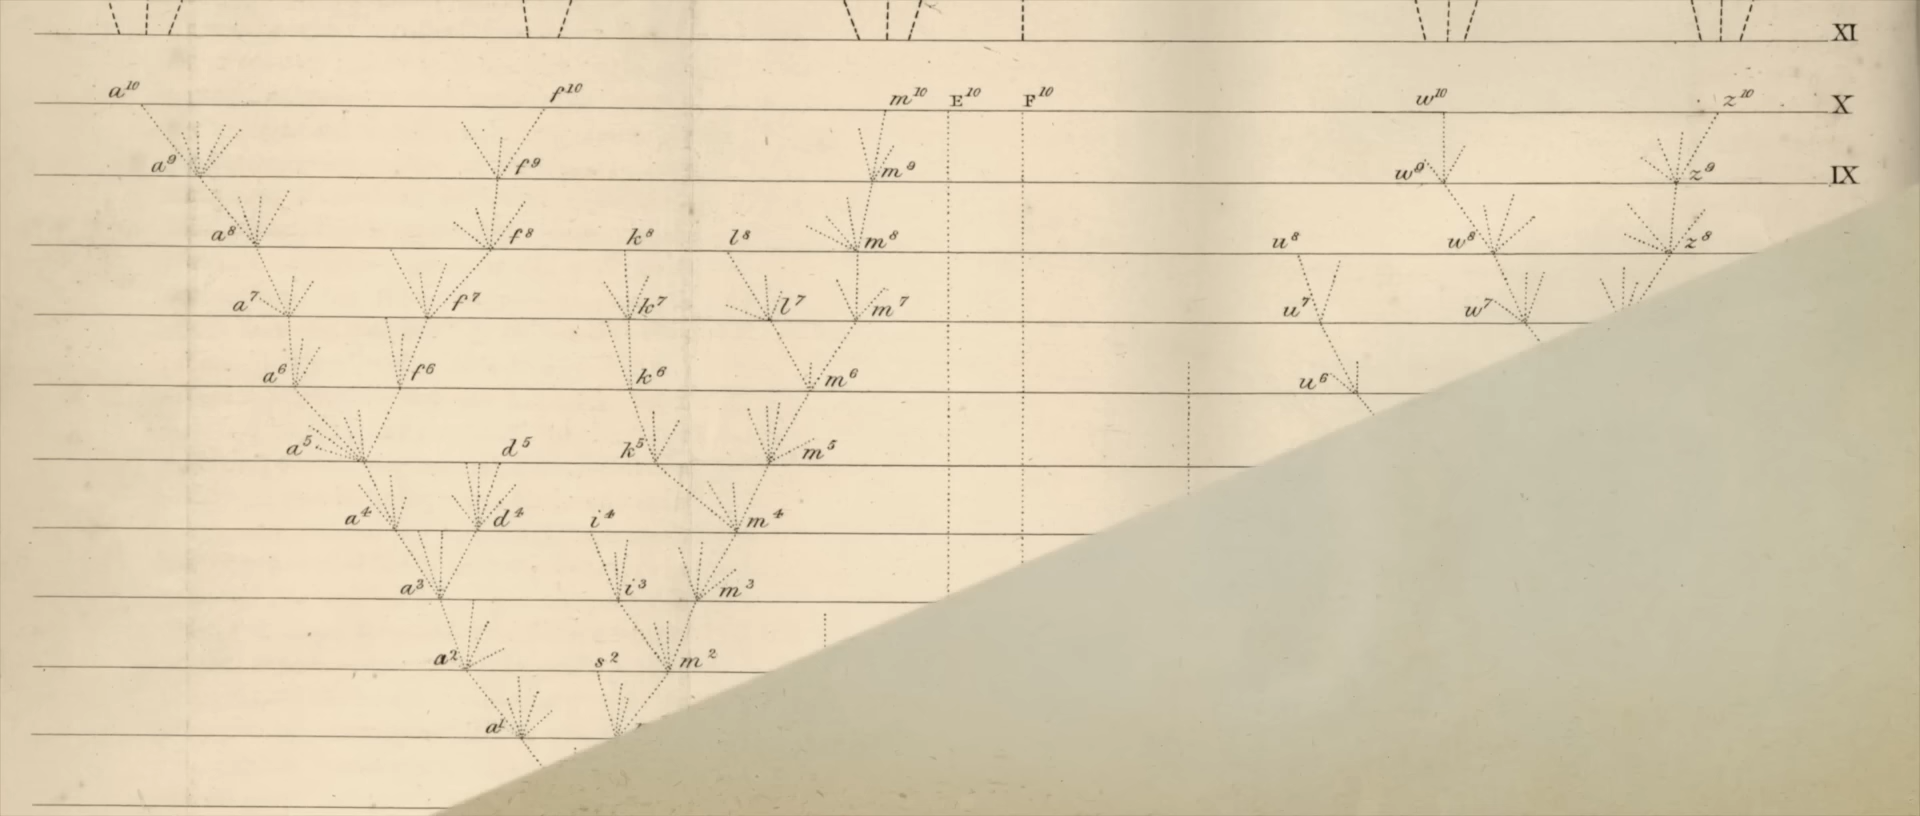 XI
a¹⁰ f¹⁰ m¹⁰ E¹⁰ F¹⁰ w¹⁰ z¹⁰ X
a⁹ f⁹ m⁹ w⁹ z⁹ IX
a⁸ f⁸ k⁸ l⁸ m⁸ u⁸ w⁸ z⁸
a⁷ f⁷ k⁷ l⁷ m⁷ u⁷ w⁷
a⁶ f⁶ k⁶ m⁶ u⁶
a⁵ d⁵ k⁵ m⁵
a⁴ d⁴ i⁴ m⁴
a³ i³ m³
a² s² m²
a¹